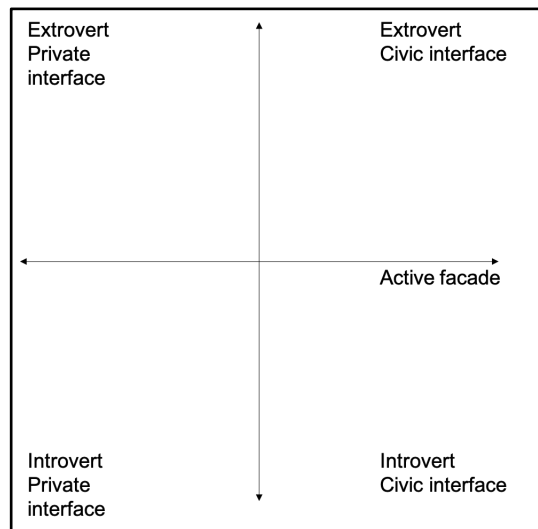 Extrovert
Private
interface
Extrovert
Civic interface
Active facade
Introvert
Private
interface
Introvert
Civic interface